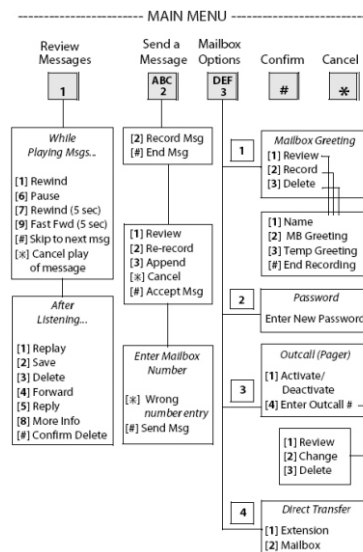 MAIN MENU
Review
Messages
1
Send a
Message
ABC
2
Mailbox
Options
DEF
3
Confirm
#
Cancel
*
While
Playing Msgs...
[1] Rewind
[6] Pause
[7] Rewind (5 sec)
[9] Fast Fwd (5 sec)
[#] Skip to next msg
[*] Cancel play
of message
After
Listening...
[1] Replay
[2] Save
[3] Delete
[4] Forward
[5] Reply
[8] More Info
[#] Confirm Delete
[2] Record Msg
[#] End Msg
[1] Review
[2] Re-record
[3] Append
[*] Cancel
[#] Accept Msg
Enter Mailbox
Number
[*] Wrong
number entry
[#] Send Msg
1
Mailbox Greeting
[1] Review
[2] Record
[3] Delete
[1] Name
[2] MB Greeting
[3] Temp Greeting
[#] End Recording
2
Password
Enter New Password
3
Outcall (Pager)
[1] Activate/
Deactivate
[4] Enter Outcall #
[1] Review
[2] Change
[3] Delete
4
Direct Transfer
[1] Extension
[2] Mailbox